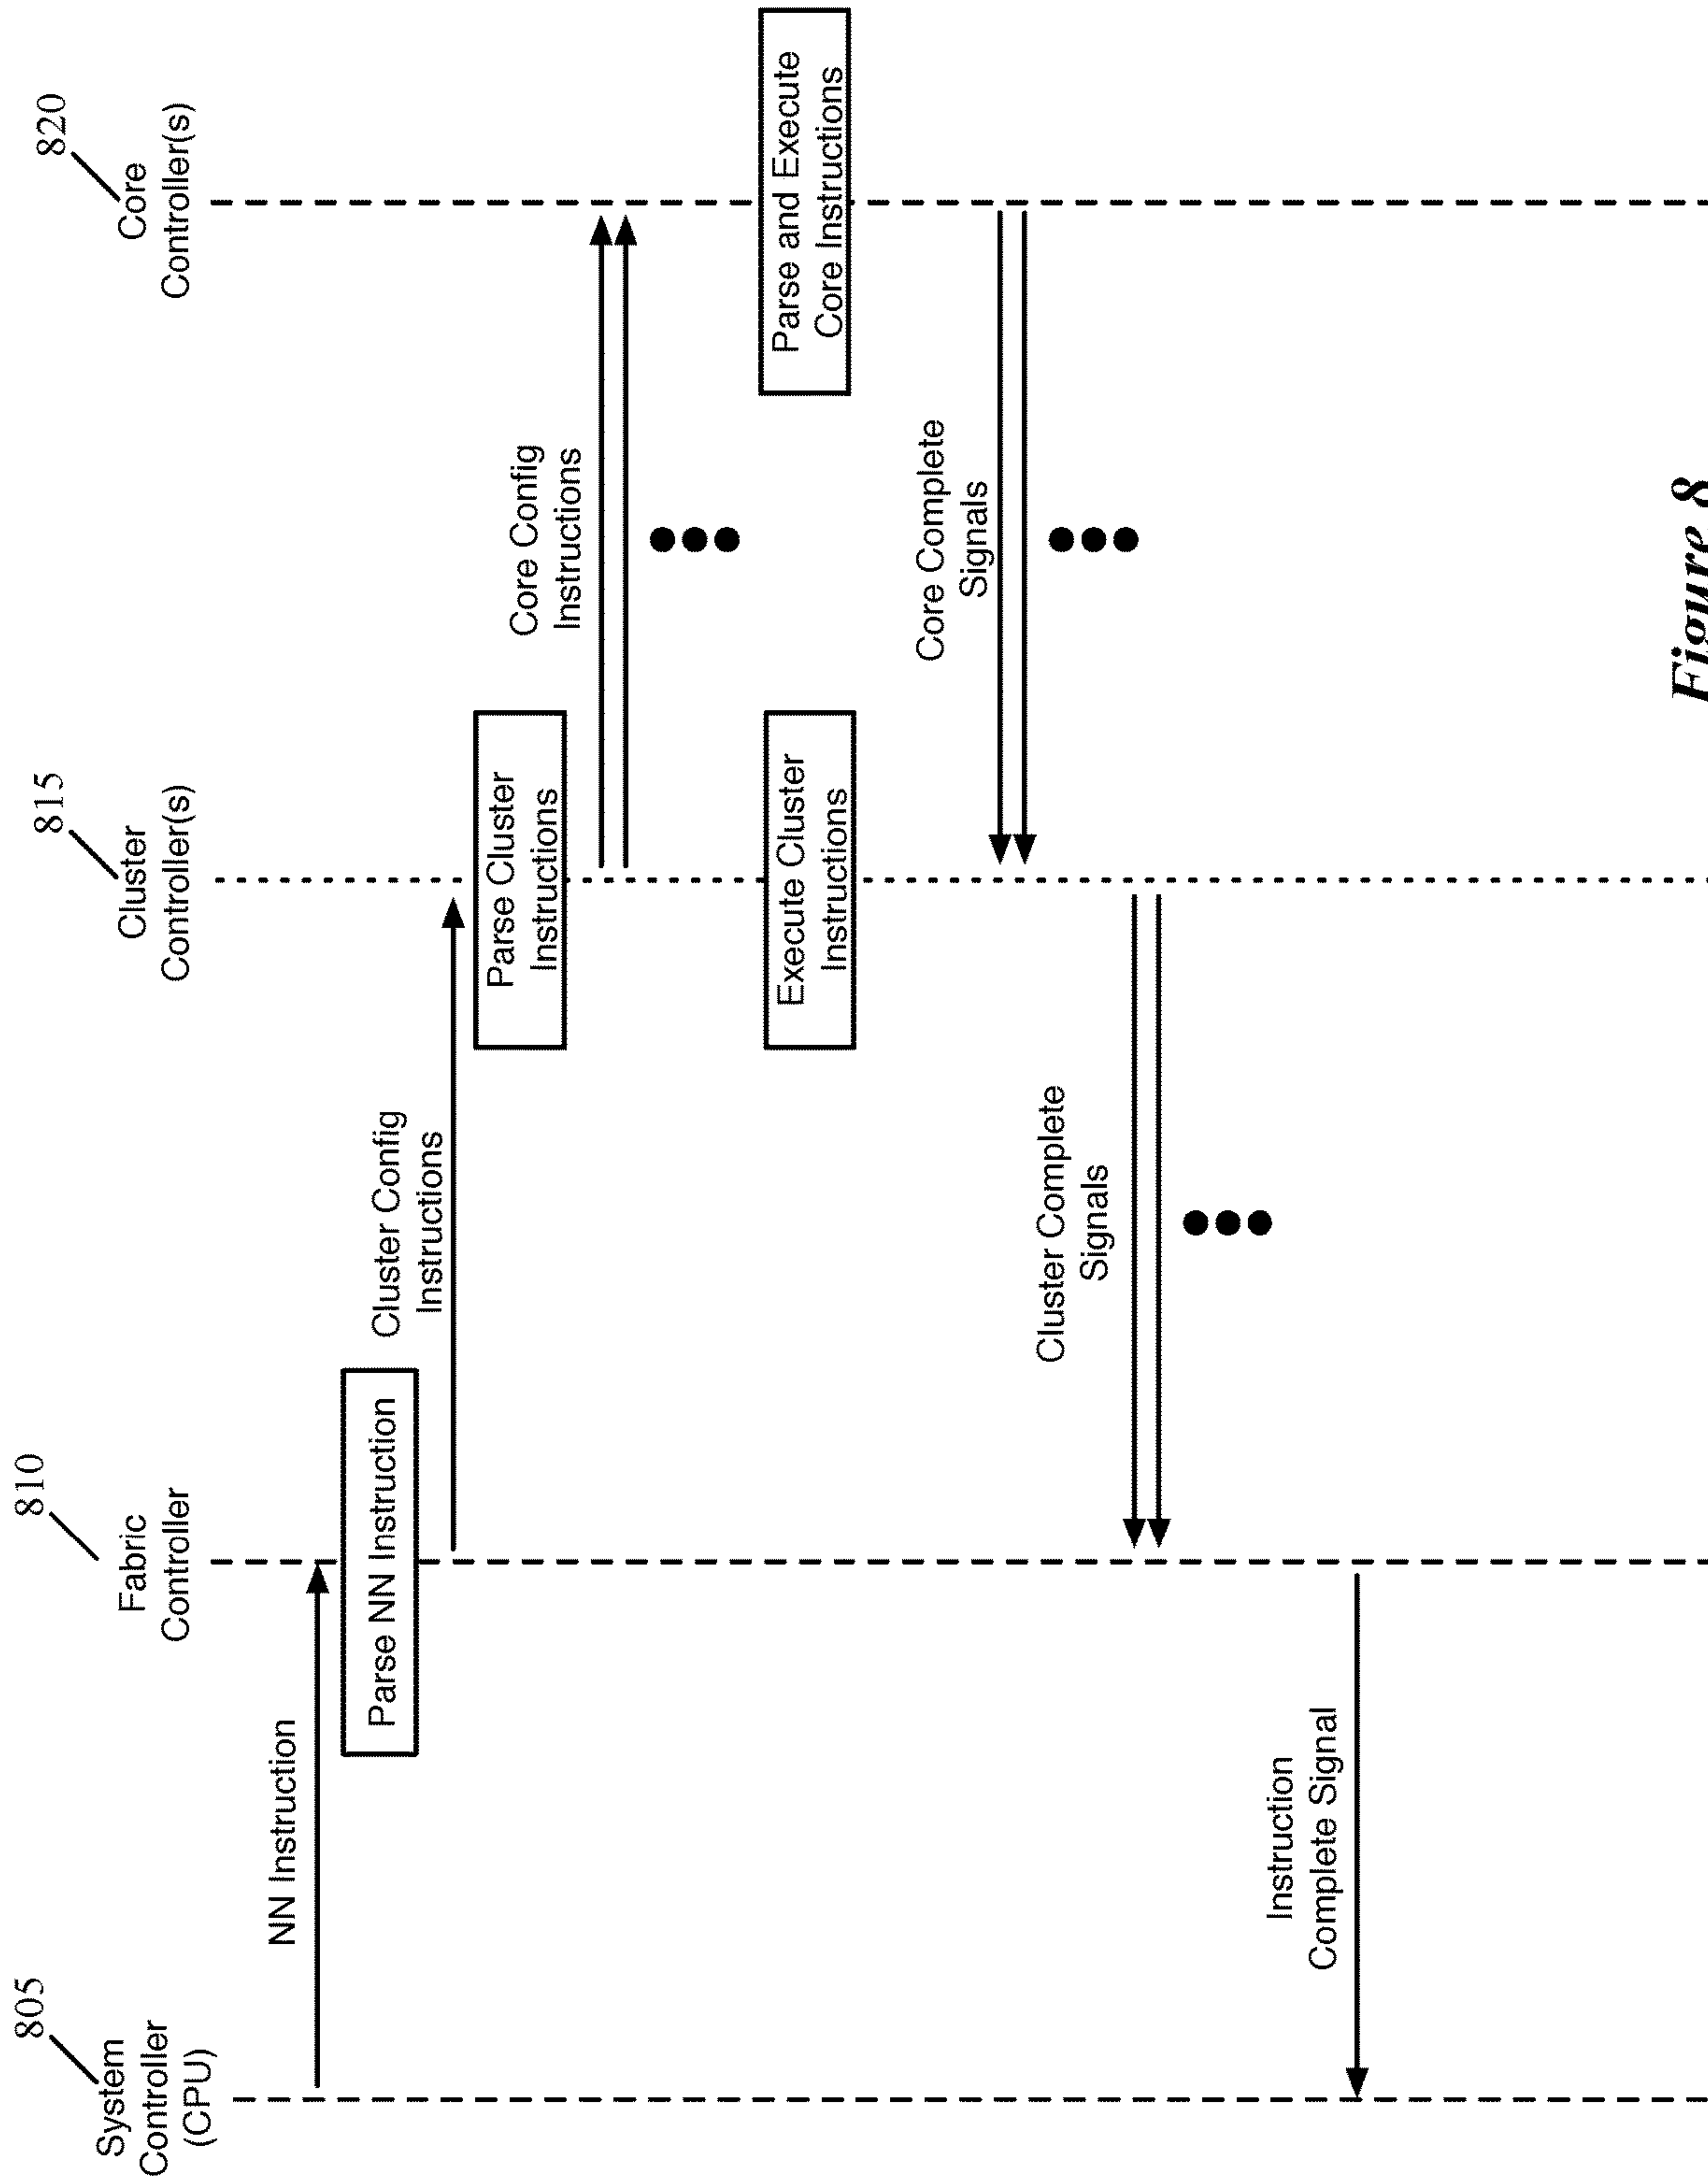 805
System
Controller
(CPU)
810
Fabric
Controller
815
Cluster
Controller(s)
820
Core
Controller(s)
NN Instruction
Parse NN Instruction
Cluster Config
Instructions
Parse Cluster
Instructions
Core Config
Instructions
Execute Cluster
Instructions
Parse and Execute
Core Instructions
Core Complete
Signals
Cluster Complete
Signals
Instruction
Complete Signal
Figure 8